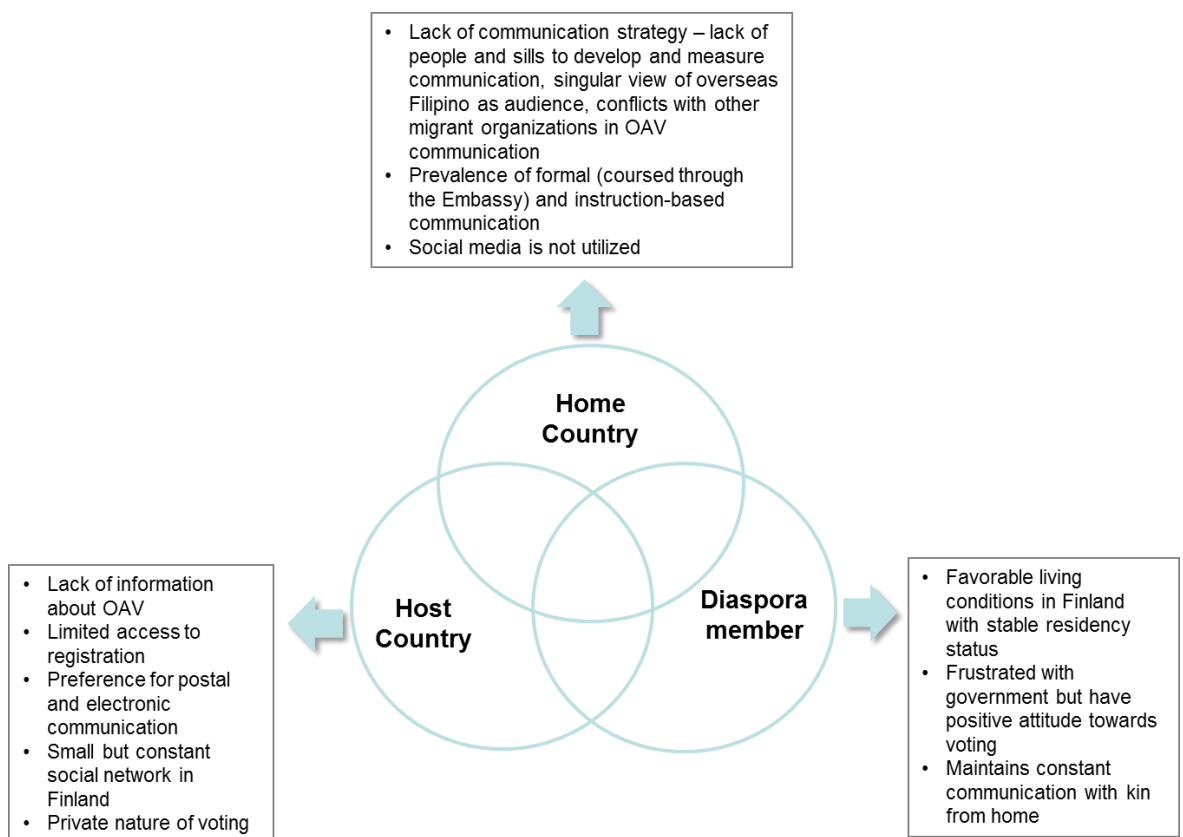 • Lack of communication strategy – lack of
people and sills to develop and measure
communication, singular view of overseas
Filipino as audience, conflicts with other
migrant organizations in OAV
communication
• Prevalence of formal (coursed through
the Embassy) and instruction-based
communication
• Social media is not utilized
Home
Country
Host
Country
Diaspora
member
• Lack of information
about OAV
• Limited access to
registration
• Preference for postal
and electronic
communication
• Small but constant
social network in
Finland
• Private nature of voting
• Favorable living
conditions in Finland
with stable residency
status
• Frustrated with
government but have
positive attitude towards
voting
• Maintains constant
communication with kin
from home